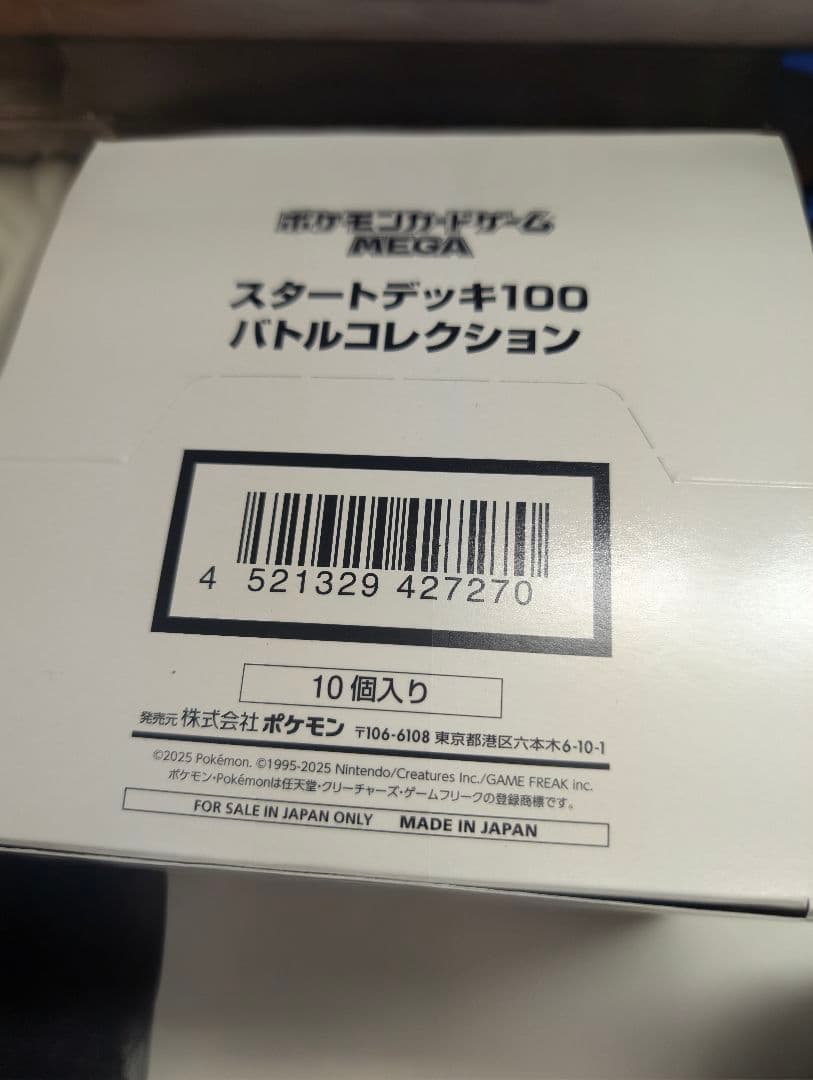 ポケモンカードゲーム
MEGA
スタートデッキ100
バトルコレクション
4 521329 427270
10個入り
発売元 株式会社ポケモン 〒106-6108 東京都港区六本木6-10-1
©2025 Pokémon. ©1995-2025 Nintendo/Creatures Inc./GAME FREAK inc.
ポケモン・Pokémonは任天堂・クリーチャーズ・ゲームフリークの登録商標です。
FOR SALE IN JAPAN ONLY MADE IN JAPAN